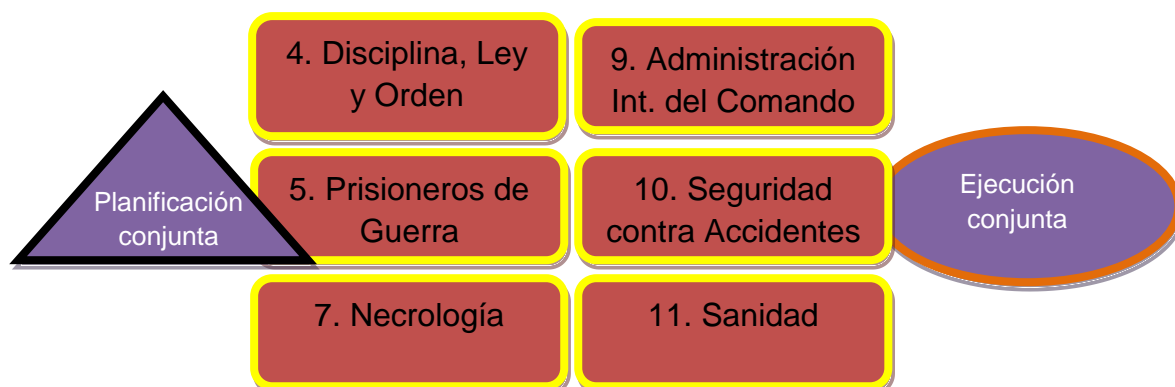 4. Disciplina, Ley
y Orden
9. Administración
Int. del Comando
Planificación
conjunta
5. Prisioneros de
Guerra
10. Seguridad
contra Accidentes
Ejecución
conjunta
7. Necrología
11. Sanidad